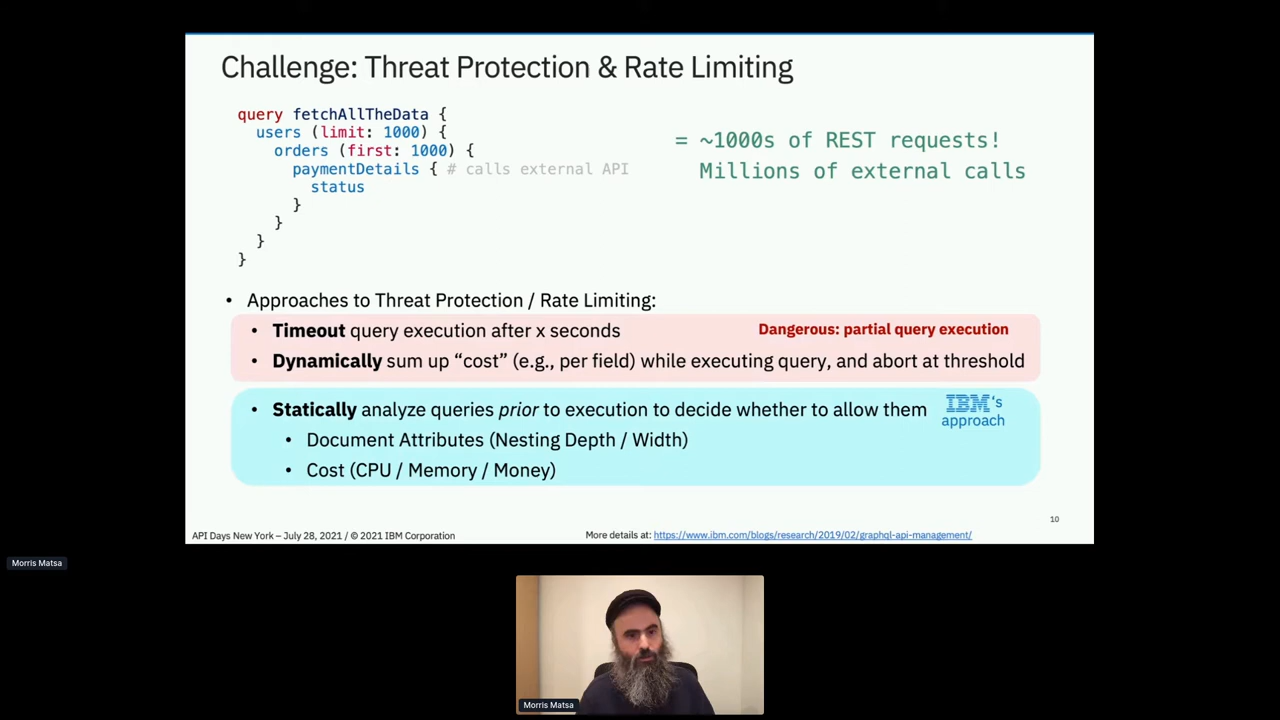 Challenge: Threat Protection & Rate Limiting
query fetchAllTheData {
users (limit: 1000) {
orders (first: 1000) {
paymentDetails { # calls external API
status
}
}
}
}
= ~1000s of REST requests!
Millions of external calls
• Approaches to Threat Protection / Rate Limiting:
• Timeout query execution after x seconds
Dangerous: partial query execution
• Dynamically sum up “cost” (e.g., per field) while executing query, and abort at threshold
• Statically analyze queries prior to execution to decide whether to allow them
IBM's
approach
• Document Attributes (Nesting Depth / Width)
• Cost (CPU / Memory / Money)
10
API Days New York – July 28, 2021 / © 2021 IBM Corporation
More details at: https://www.ibm.com/blogs/research/2019/02/graphql-api-management/
Morris Matsa
Morris Matsa